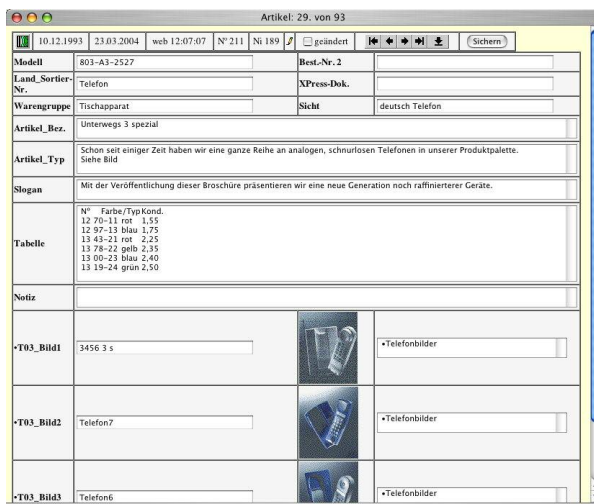 Artikel: 29. von 93
10.12.1993 23.03.2004 web 12:07:07 N° 211 Ni 189 geändert Sichern
Modell 803-A3-2527 Best.-Nr. 2
Land_Sortier-Nr. Telefon XPress-Dok.
Warengruppe Tischapparat Sicht deutsch Telefon
Artikel_Bez. Unterwegs 3 spezial
Artikel_Typ Schon seit einiger Zeit haben wir eine ganze Reihe an analogen, schnurlosen Telefonen in unserer Produktpalette.
Siehe Bild
Slogan Mit der Veröffentlichung dieser Broschüre präsentieren wir eine neue Generation noch raffinierterer Geräte.
Tabelle
N° Farbe/Typ Kond.
12 70-11 rot 1,55
12 97-13 blau 1,75
13 43-21 rot 2,25
13 78-22 gelb 2,35
13 00-23 blau 2,40
13 19-24 grün 2,50
Notiz
•T03_Bild1 3456 3 s •Telefonbilder
•T03_Bild2 Telefon7 •Telefonbilder
•T03_Bild3 Telefon6 •Telefonbilder